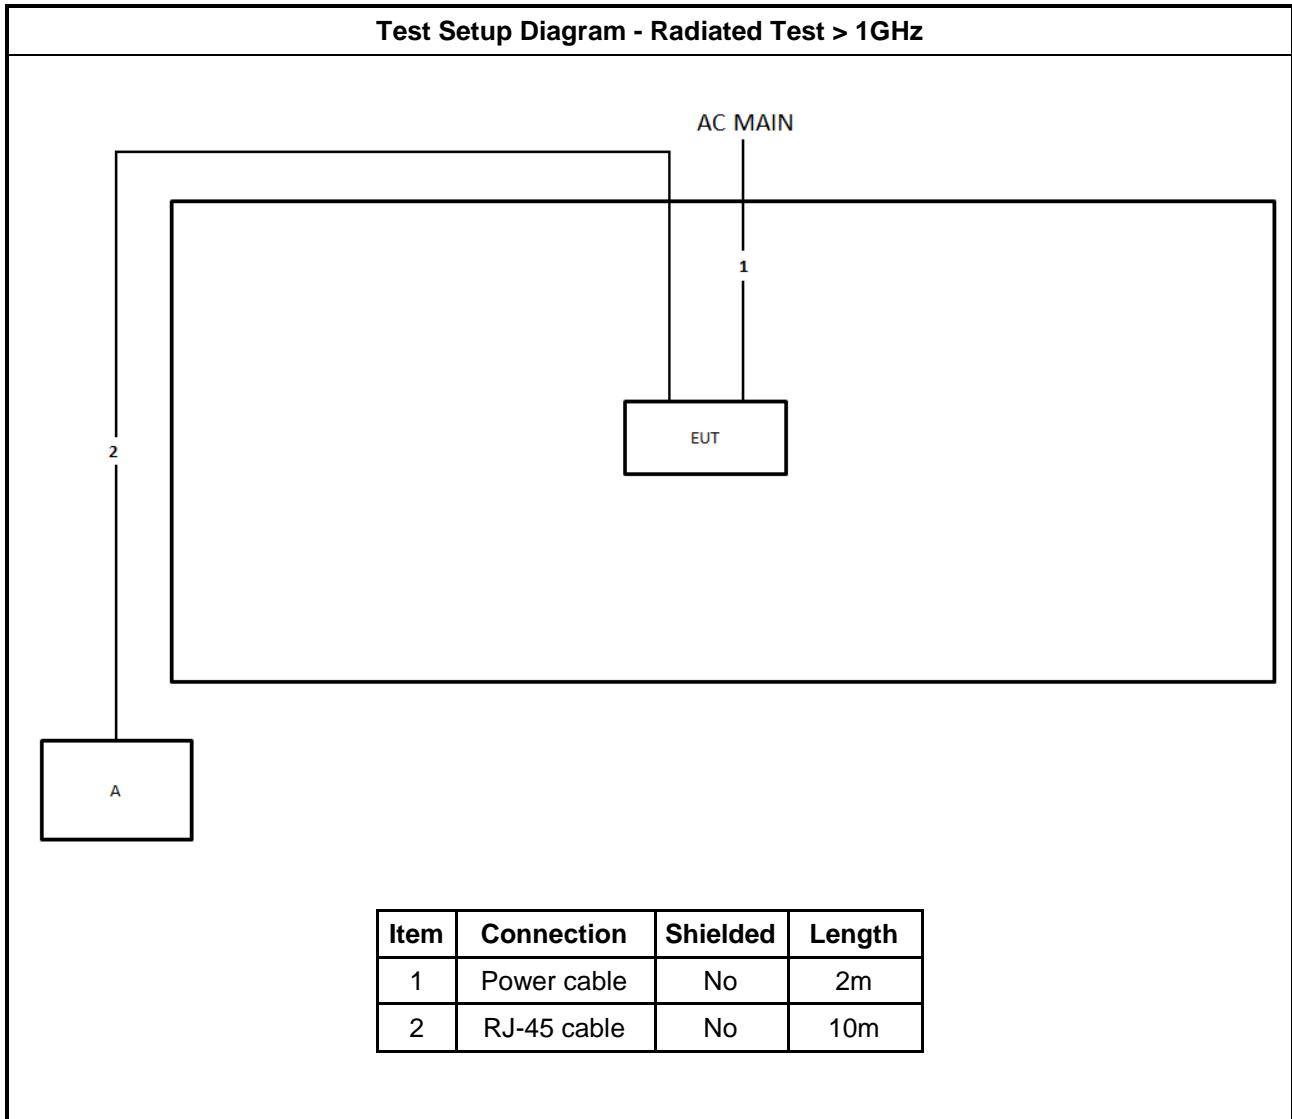 Test Setup Diagram - Radiated Test > 1GHz
AC MAIN
1
EUT
2
A
Item Connection Shielded Length
1 Power cable No 2m
2 RJ-45 cable No 10m